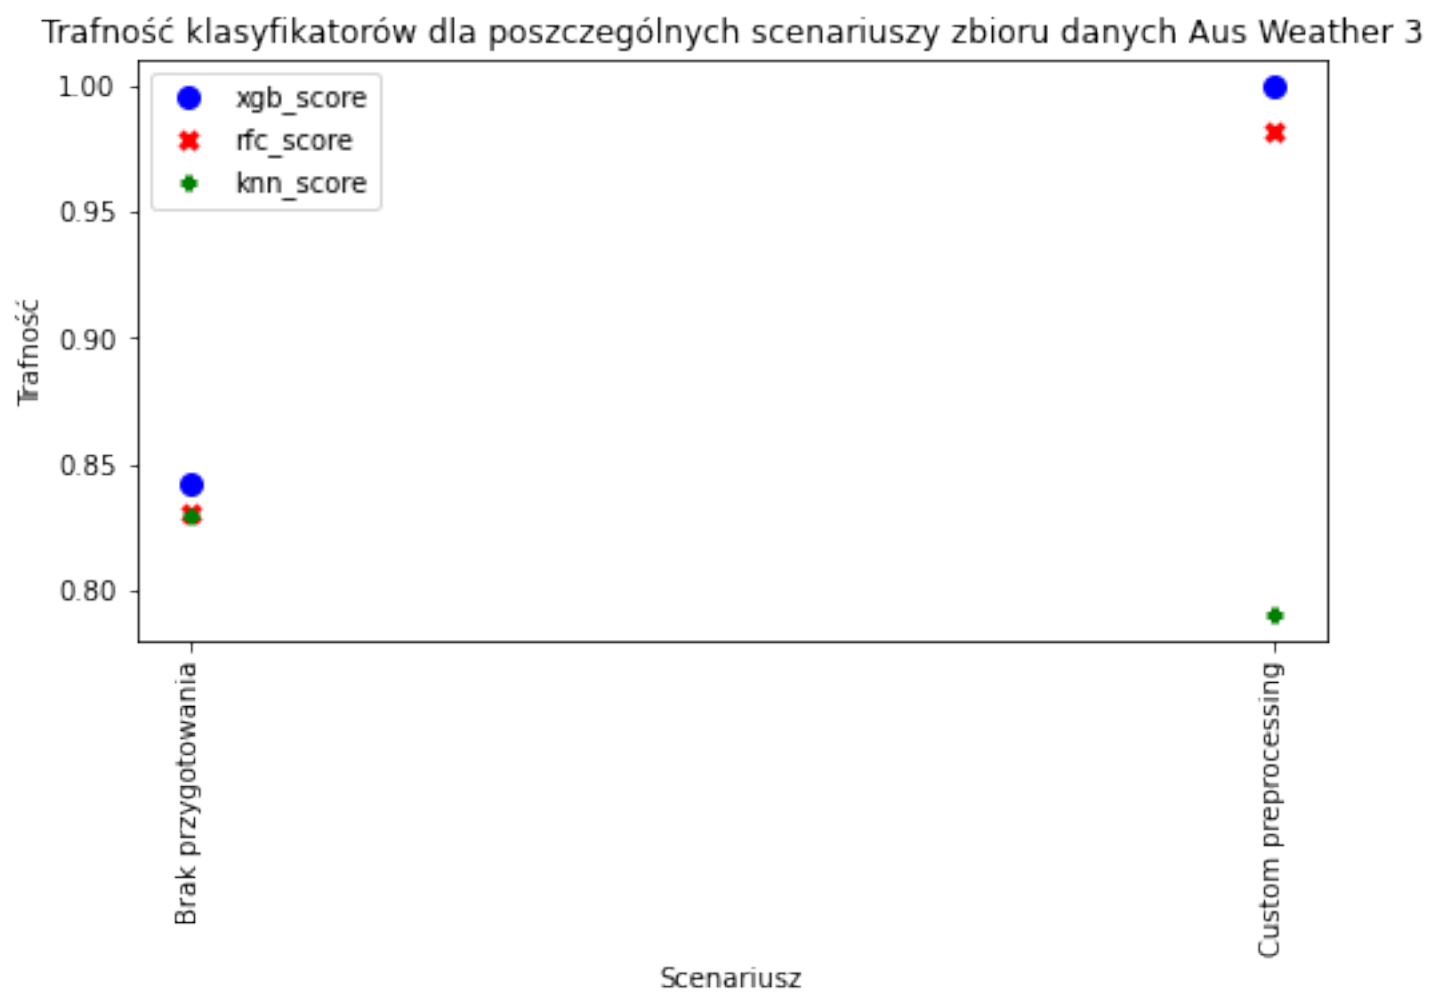 Trafność klasyfikatorów dla poszczególnych scenariuszy zbioru danych Aus Weather 3
xgb_score
rfc_score
knn_score
1.00
0.95
0.90
0.85
0.80
Trafność
Brak przygotowania
Custom preprocessing
Scenariusz